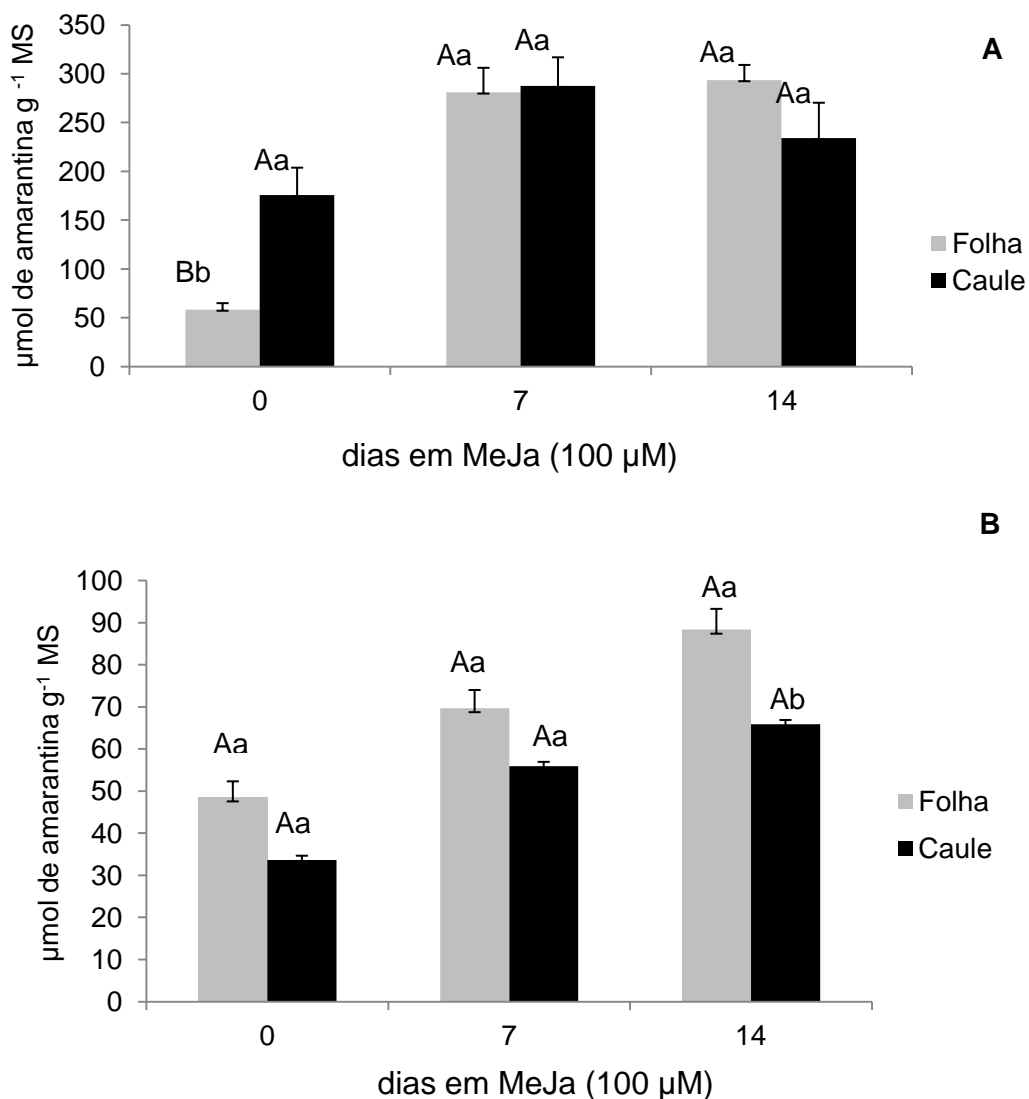 A
µmol de amarantina g ⁻¹ MS
350
300
250
200
150
100
50
0
Bb
Aa
Aa
Aa
Aa
Aa
0 7 14
dias em MeJa (100 µM)
Folha
Caule
B
µmol de amarantina g⁻¹ MS
100
90
80
70
60
50
40
30
20
10
0
Aa
Aa
Aa
Aa
Aa
Ab
0 7 14
dias em MeJa (100 µM)
Folha
Caule